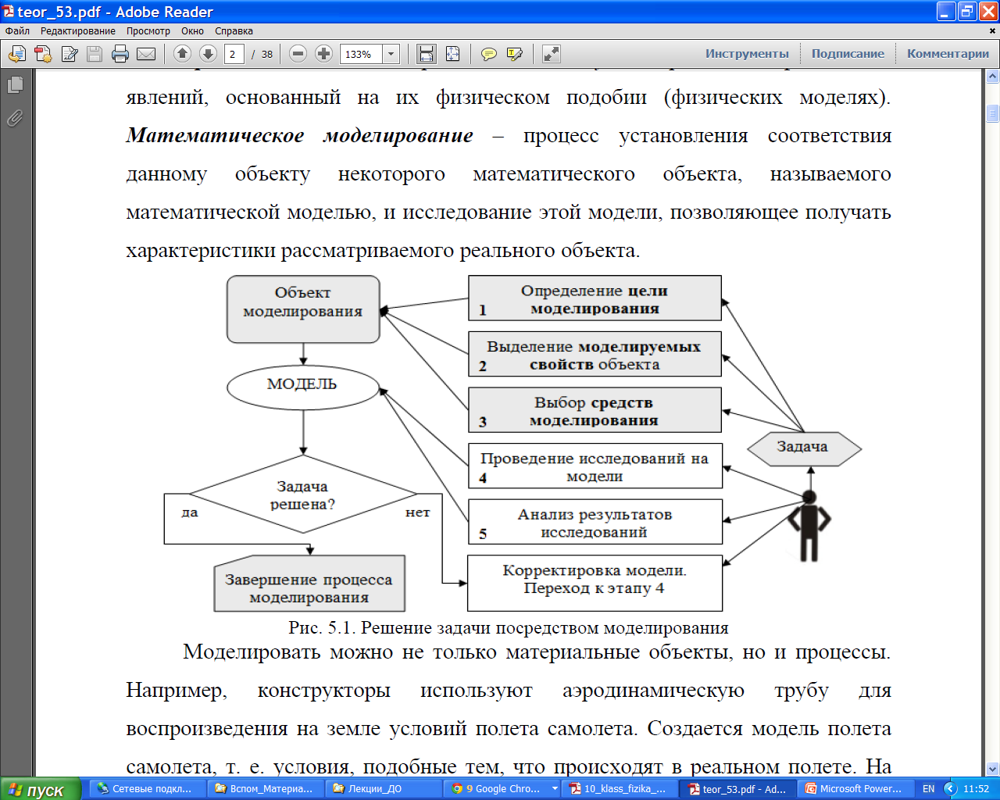 teor_53.pdf - Adobe Reader
Файл Редактирование Просмотр Окно Справка
2 / 38 133% Инструменты Подписание Комментарии
явлений, основанный на их физическом подобии (физических моделях).
Математическое моделирование – процесс установления соответствия
данному объекту некоторого математического объекта, называемого
математической моделью, и исследование этой модели, позволяющее получать
характеристики рассматриваемого реального объекта.
Объект
моделирования
МОДЕЛЬ
Задача
решена?
да
нет
Завершение процесса
моделирования
Определение цели
1 моделирования
Выделение моделируемых
2 свойств объекта
Выбор средств
3 моделирования
Проведение исследований на
4 модели
Анализ результатов
5 исследований
Корректировка модели.
Переход к этапу 4
Задача
Рис. 5.1. Решение задачи посредством моделирования
Моделировать можно не только материальные объекты, но и процессы.
Например, конструкторы используют аэродинамическую трубу для
воспроизведения на земле условий полета самолета. Создается модель полета
самолета, т. е. условия, подобные тем, что происходят в реальном полете. На
пуск Сетевые подкл... Вспом_Материа... Лекции_ДО 9 Google Chro... 10_klass_fizika_... teor_53.pdf - Ad... Microsoft Power... EN 11:52